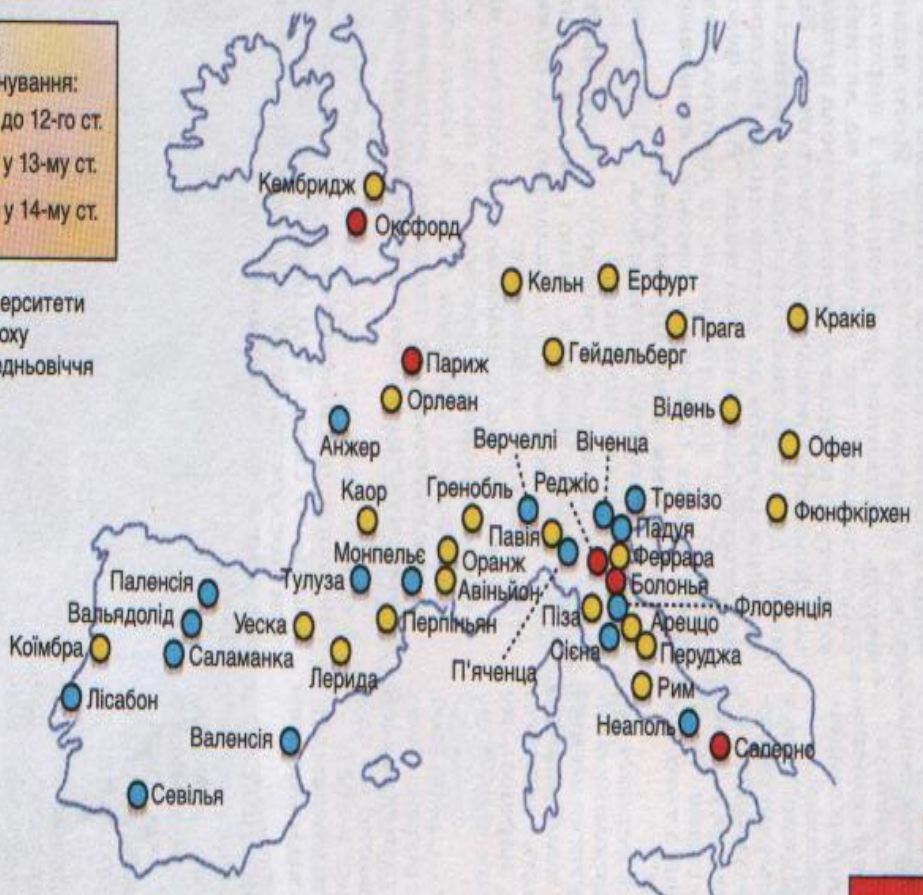 нування:
до 12-го ст.
у 13-му ст.
у 14-му ст.
ерситети
оху
едньовіччя
Кембридж
Оксфорд
Кельн
Ерфурт
Прага
Краків
Гейдельберг
Париж
Орлеан
Відень
Анжер
Офен
Верчеллі
Віченца
Каор
Гренобль
Реджіо
Тревізо
Фюнфкірхен
Павія
Падуя
Монпельє
Оранж
Феррара
Паленсія
Тулуза
Авіньйон
Болонья
Вальядолід
Уеска
Перпіньян
Піза
Ареццо
Флоренція
Коїмбра
Саламанка
Лерида
П'яченца
Сієна
Перуджа
Лісабон
Рим
Валенсія
Неаполь
Салерно
Севілья